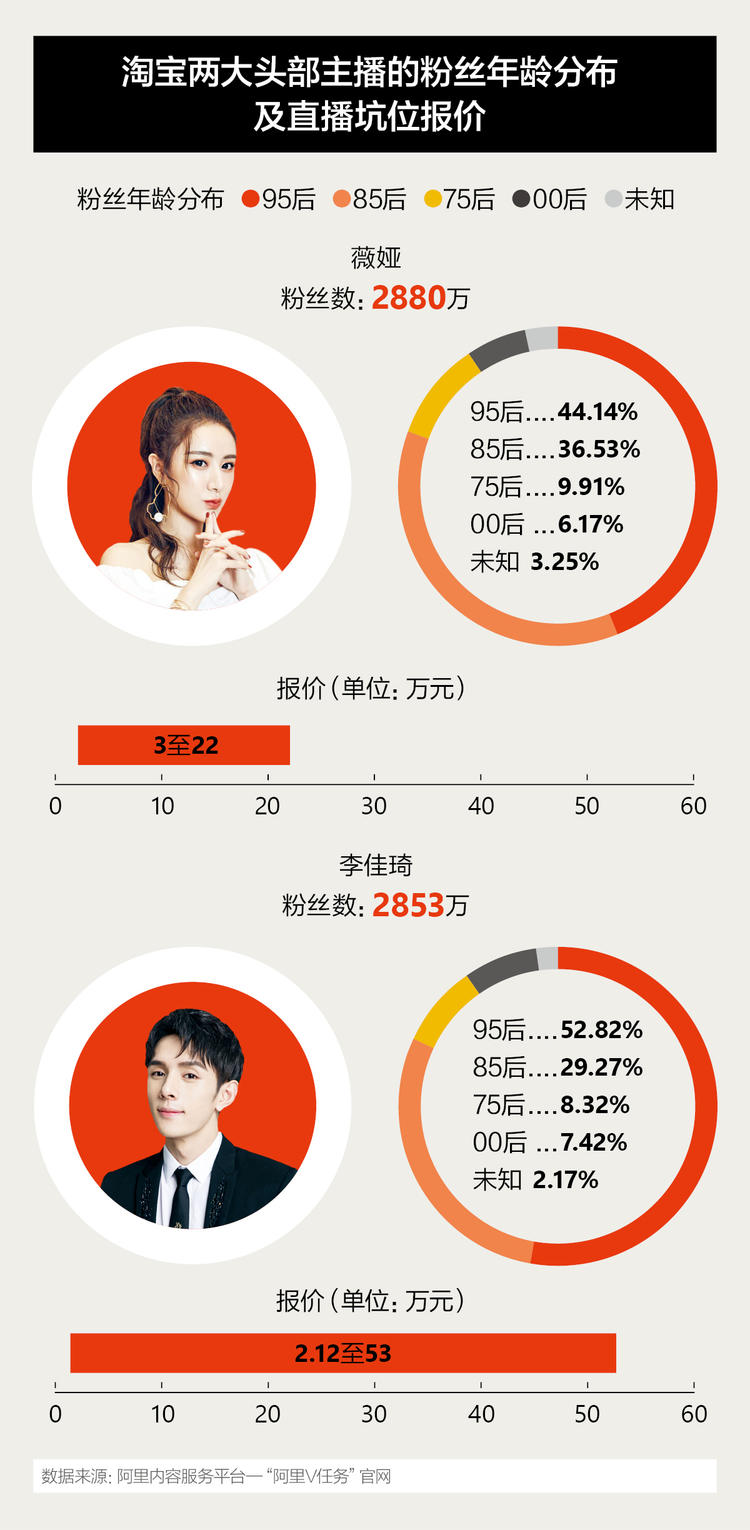 淘宝两大头部主播的粉丝年龄分布
及直播坑位报价
粉丝年龄分布 95后 85后 75后 00后 未知
薇娅
粉丝数: 2880万
95后....44.14%
85后....36.53%
75后....9.91%
00后 ...6.17%
未知 3.25%
报价(单位: 万元)
3至22
0 10 20 30 40 50 60
李佳琦
粉丝数: 2853万
95后....52.82%
85后....29.27%
75后....8.32%
00后 ...7.42%
未知 2.17%
报价(单位: 万元)
2.12至53
0 10 20 30 40 50 60
数据来源: 阿里内容服务平台—“阿里V任务”官网